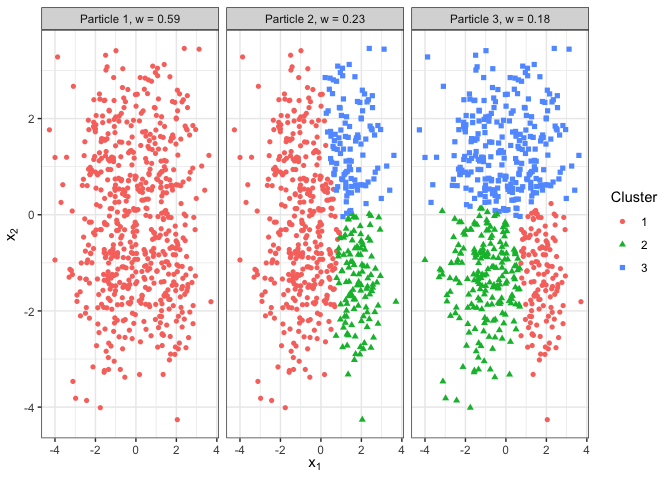 Particle 1, w = 0.59
Particle 2, w = 0.23
Particle 3, w = 0.18
2
0
-2
-4
x2
-4 -2 0 2 4
-4 -2 0 2 4
-4 -2 0 2 4
x1
Cluster
1
2
3